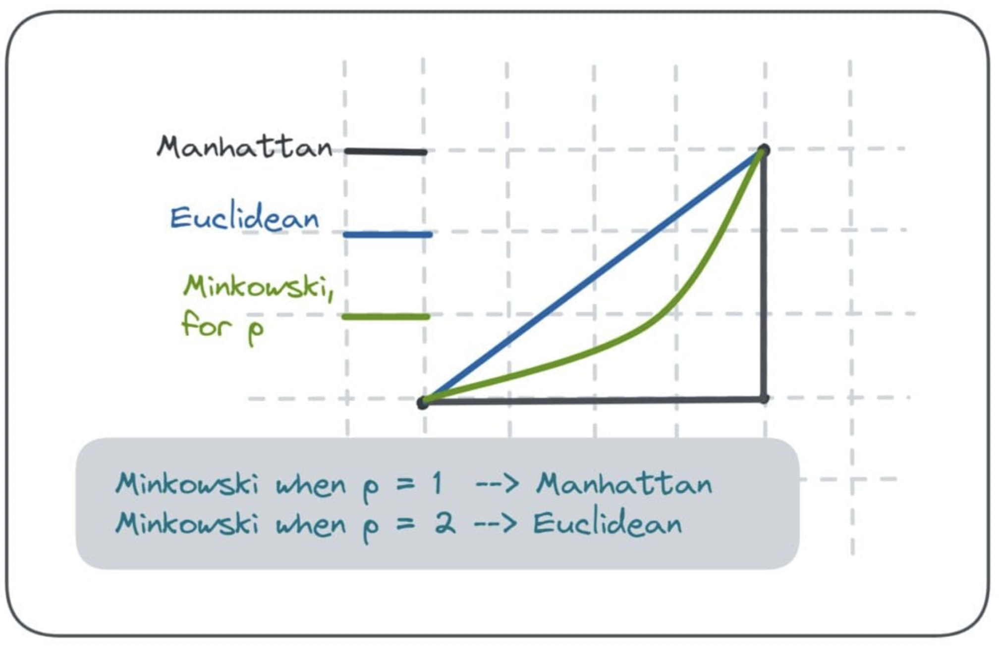 Manhattan
Euclidean
Minkowski,
for p
Minkowski when p = 1 --> Manhattan
Minkowski when p = 2 --> Euclidean